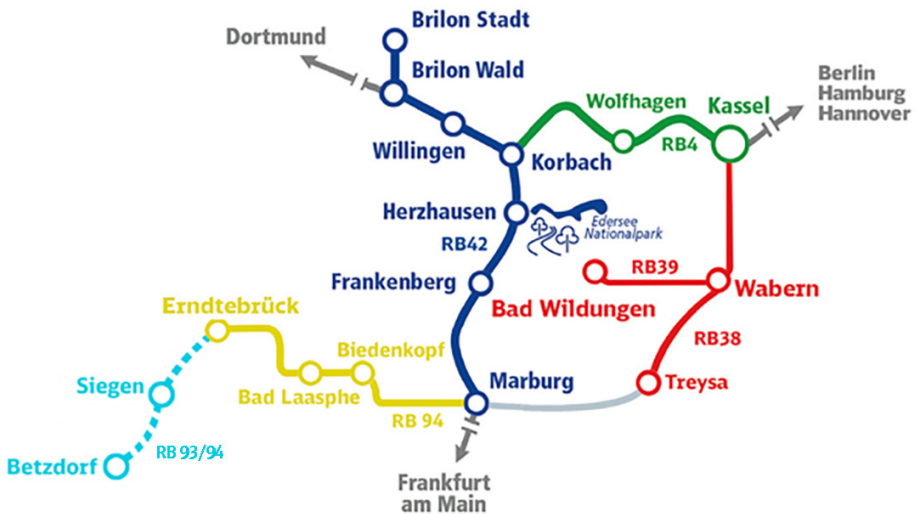 Brilon Stadt
Dortmund
Brilon Wald
Berlin
Hamburg
Hannover
Wolfhagen
Kassel
RB4
Willingen
Korbach
Herzhausen
Edersee
Nationalpark
RB42
RB39
Frankenberg
Bad Wildungen
Wabern
Erndtebrück
RB38
Biedenkopf
Siegen
Bad Laasphe
Marburg
Treysa
RB 94
RB 93/94
Betzdorf
Frankfurt
am Main